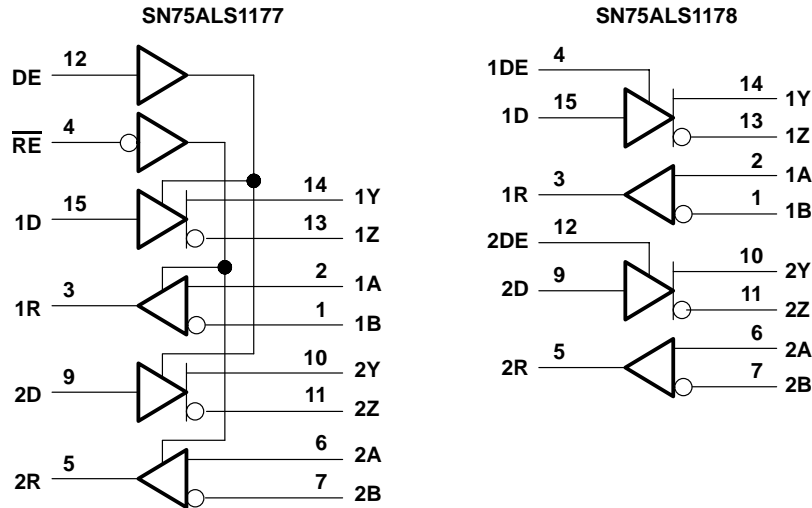 SN75ALS1177
DE 12
RE 4
1D 15
14 1Y
13 1Z
1R 3
2 1A
1 1B
2D 9
10 2Y
11 2Z
2R 5
6 2A
7 2B
SN75ALS1178
1DE 4
1D 15
14 1Y
13 1Z
1R 3
2 1A
1 1B
2DE 12
2D 9
10 2Y
11 2Z
2R 5
6 2A
7 2B